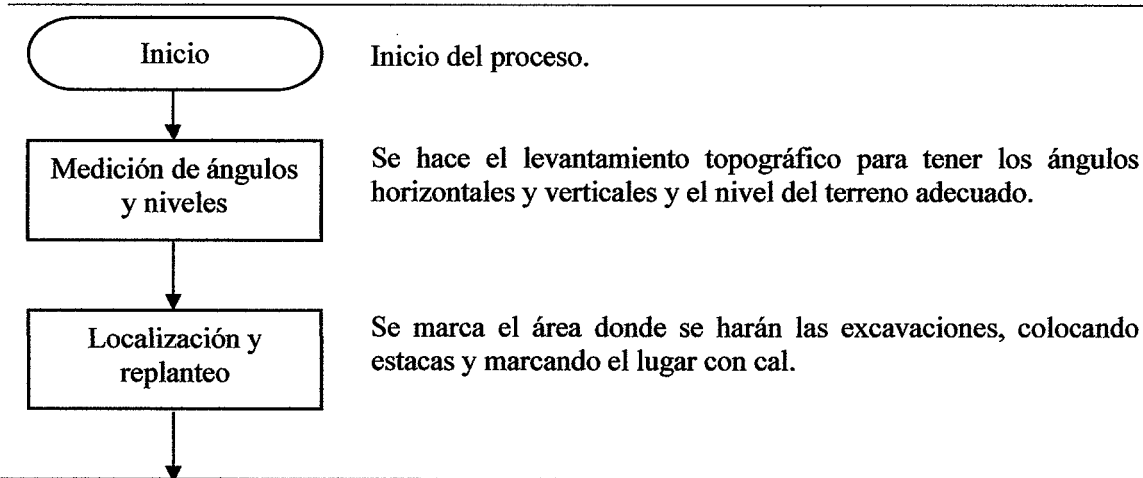 Inicio
Inicio del proceso.
Medición de ángulos
y niveles
Se hace el levantamiento topográfico para tener los ángulos
horizontales y verticales y el nivel del terreno adecuado.
Localización y
replanteo
Se marca el área donde se harán las excavaciones, colocando
estacas y marcando el lugar con cal.